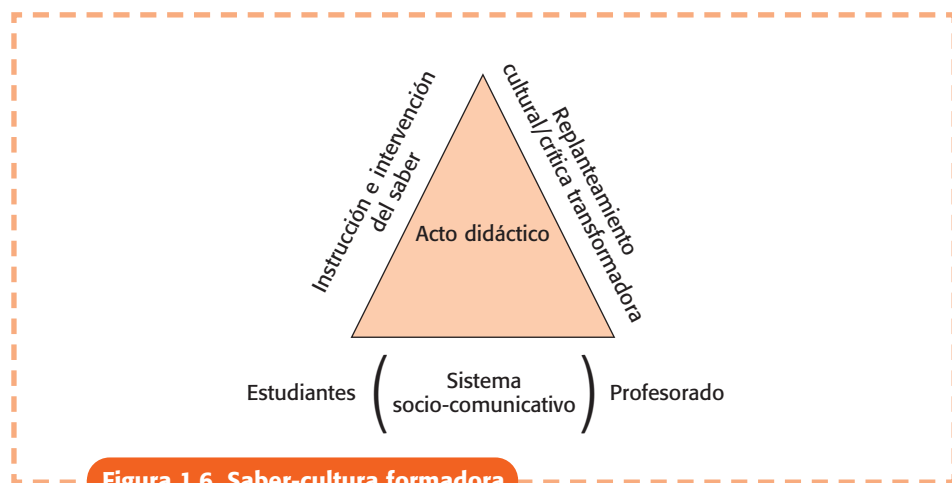 Instrucción e intervención
del saber
Replanteamiento
cultural/crítica transformadora
Acto didáctico
Estudiantes
Sistema
socio-comunicativo
Profesorado
Figura 1.6. Saber-cultura formadora